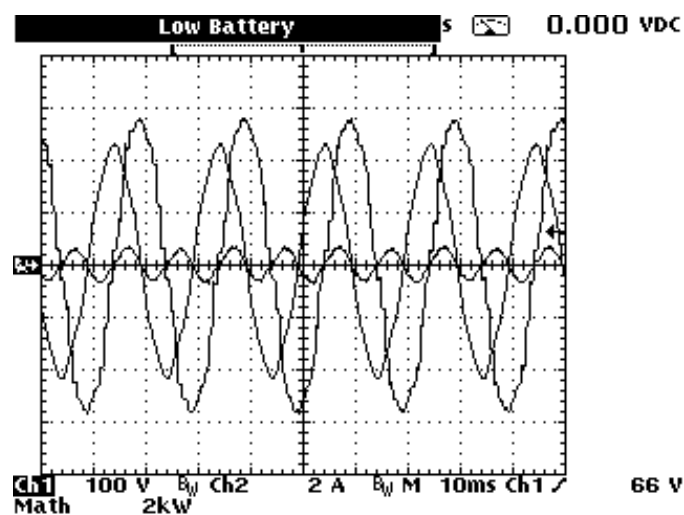 Low Battery s 0.000 VDC
Ch1 100 V BW Ch2 2 A BW M 10ms Ch1 66 V
Math 2kW